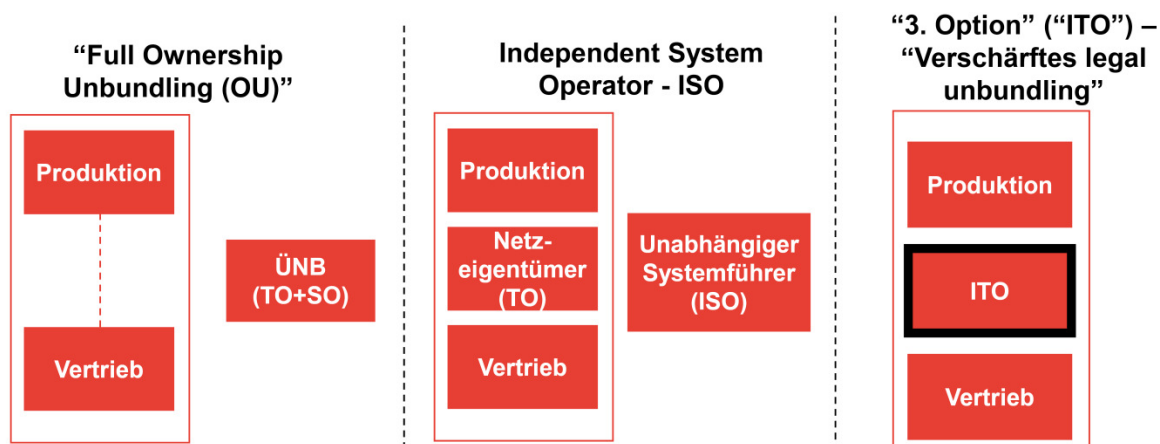 “Full Ownership
Unbundling (OU)”
Produktion
ÜNB
(TO+SO)
Vertrieb
Independent System
Operator - ISO
Produktion
Netz-
eigentümer
(TO)
Unabhängiger
Systemführer
(ISO)
Vertrieb
“3. Option” (“ITO”) –
“Verschärftes legal
unbundling”
Produktion
ITO
Vertrieb